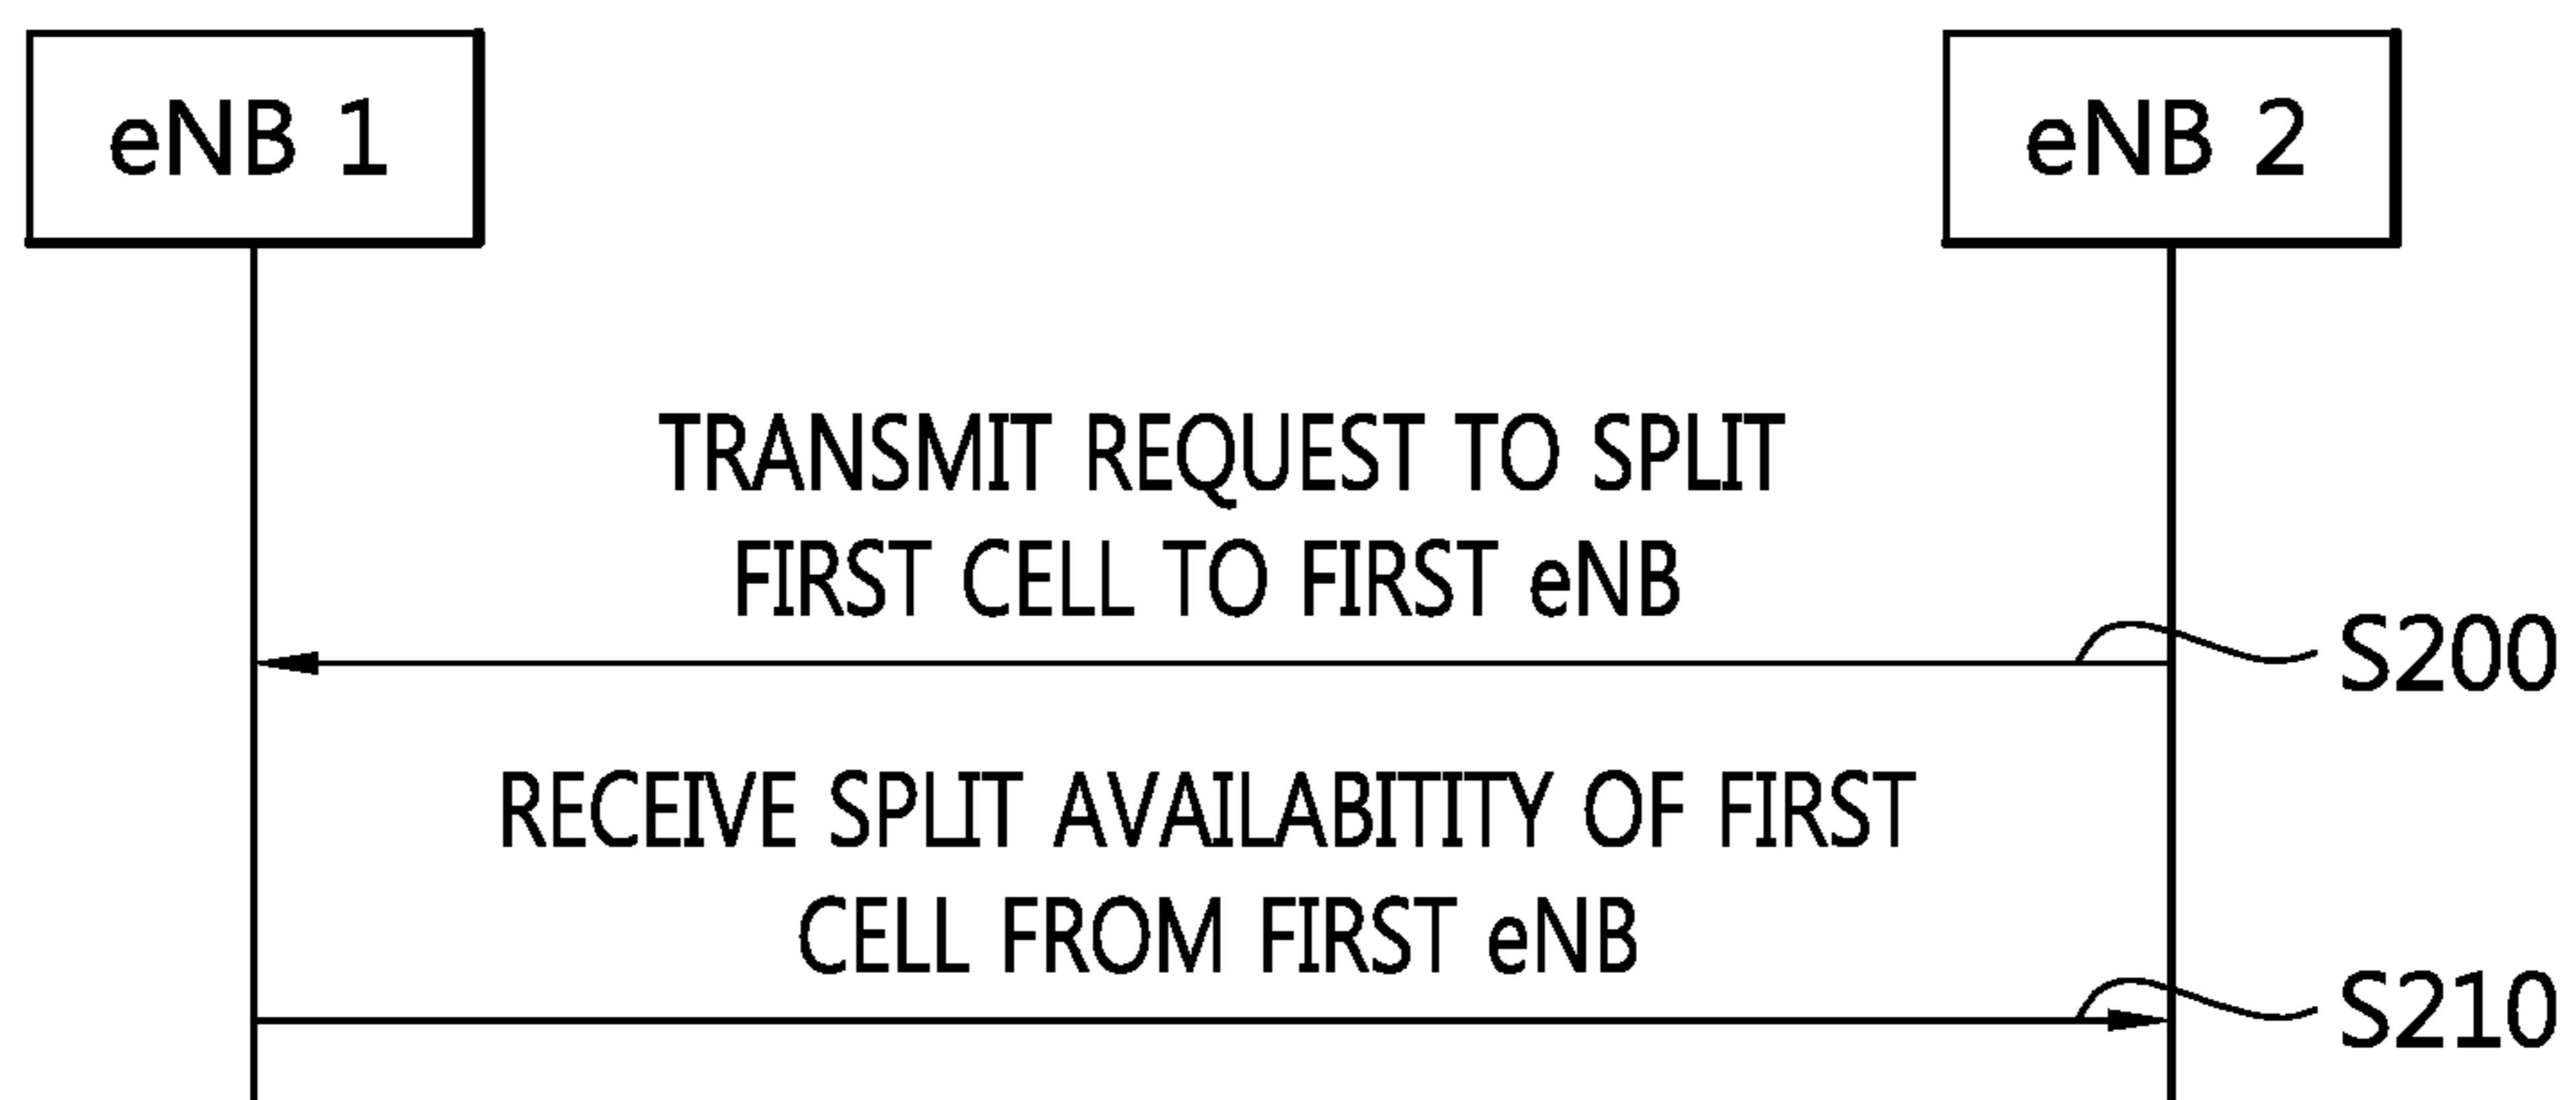 eNB 1
eNB 2
TRANSMIT REQUEST TO SPLIT
FIRST CELL TO FIRST eNB
S200
RECEIVE SPLIT AVAILABITITY OF FIRST
CELL FROM FIRST eNB
S210